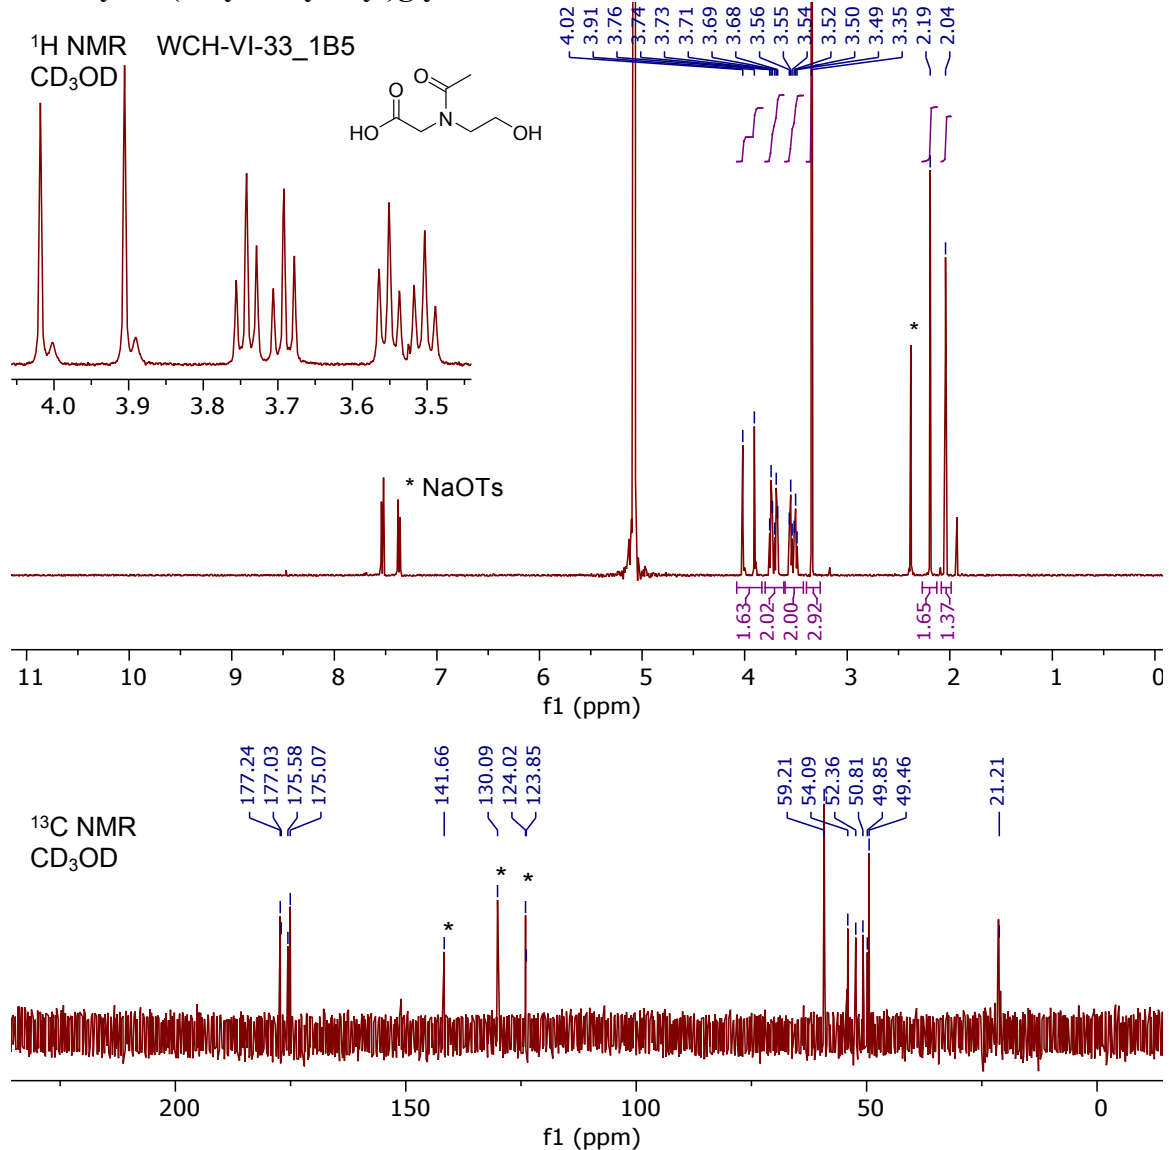 4.02
3.91
3.76
3.74
3.73
3.71
3.69
3.68
3.56
3.55
3.54
3.52
3.50
3.49
3.35
2.19
2.04
¹H NMR WCH-VI-33_1B5
CD₃OD
O
O
HO
N
OH
4.0 3.9 3.8 3.7 3.6 3.5
*
* NaOTs
1.63
2.02
2.00
2.92
1.65
1.37
11 10 9 8 7 6 5 4 3 2 1 0
f1 (ppm)
177.24
177.03
175.58
175.07
141.66
130.09
124.02
123.85
59.21
54.09
52.36
50.81
49.85
49.46
21.21
¹³C NMR
CD₃OD
* * *
200 150 100 50 0
f1 (ppm)